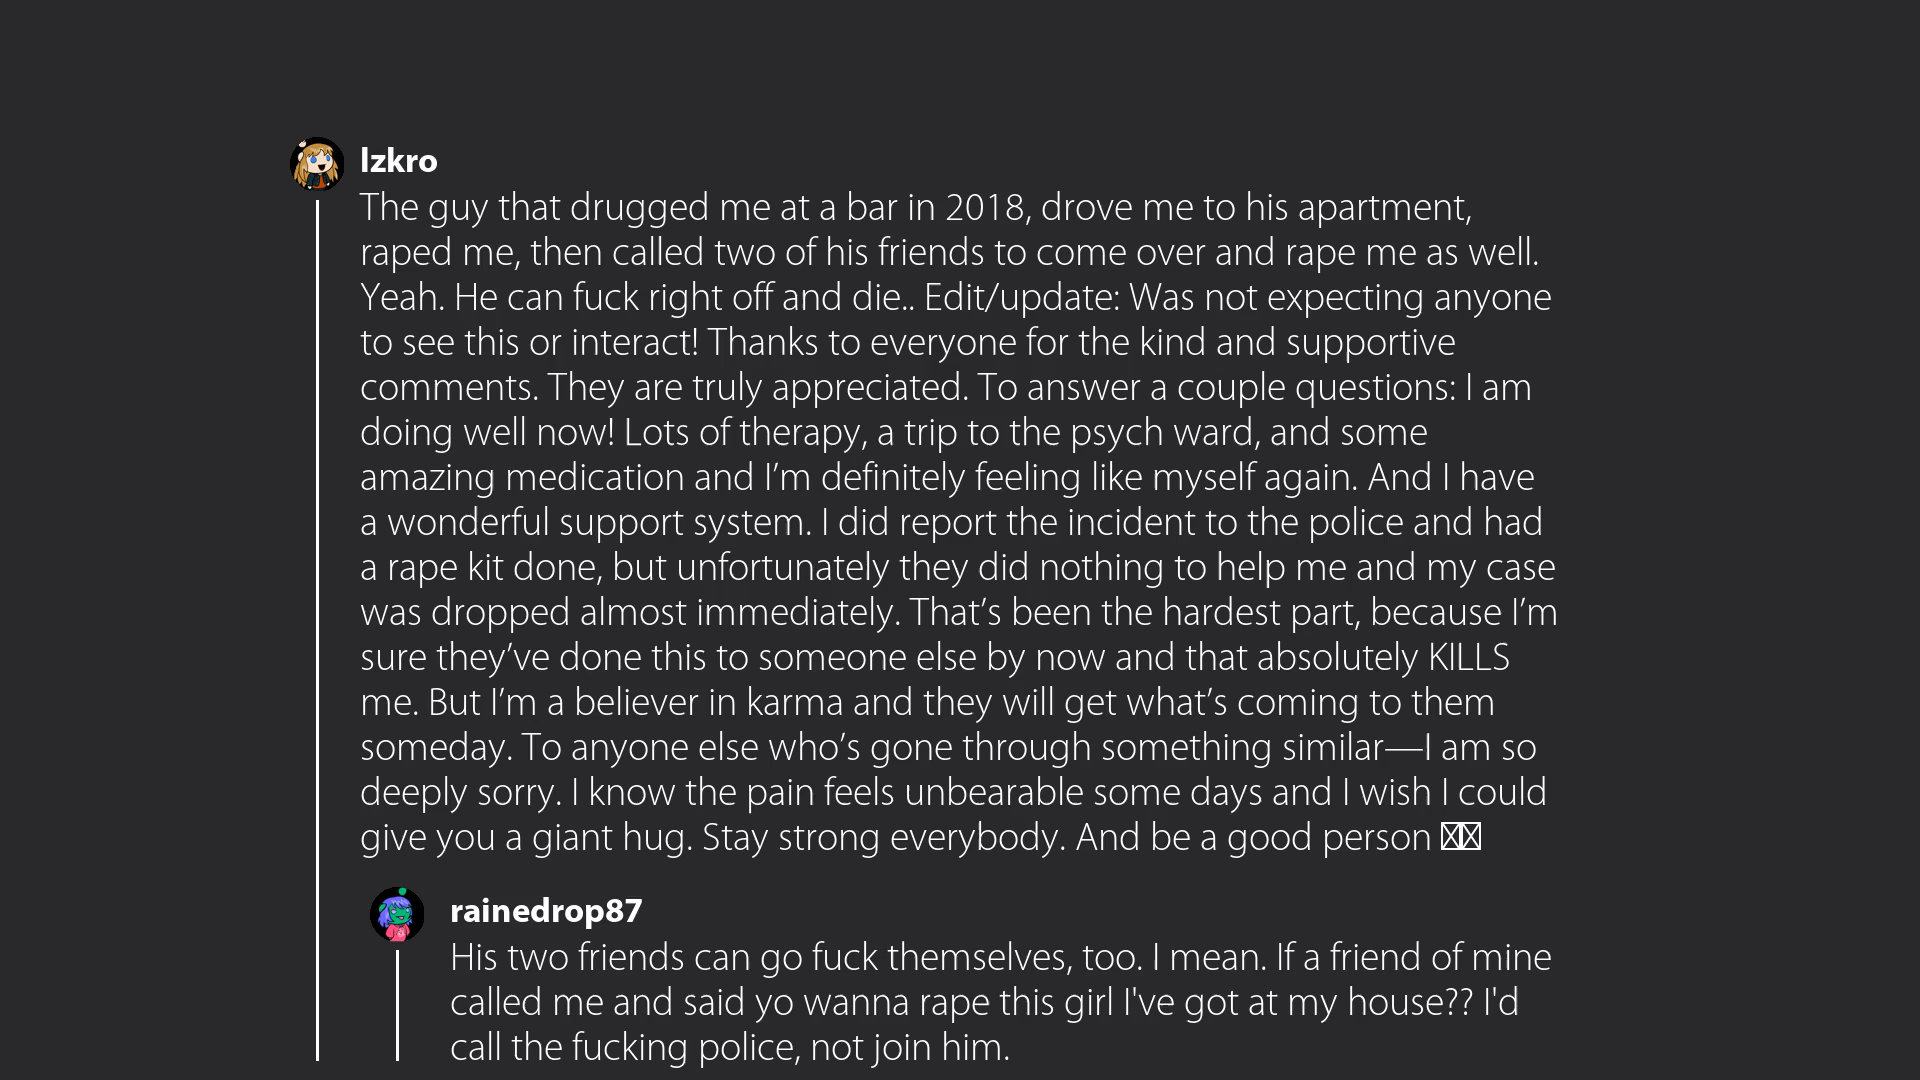 lzkro
The guy that drugged me at a bar in 2018, drove me to his apartment,
raped me, then called two of his friends to come over and rape me as well.
Yeah. He can fuck right off and die.. Edit/update: Was not expecting anyone
to see this or interact! Thanks to everyone for the kind and supportive
comments. They are truly appreciated. To answer a couple questions: I am
doing well now! Lots of therapy, a trip to the psych ward, and some
amazing medication and I’m definitely feeling like myself again. And I have
a wonderful support system. I did report the incident to the police and had
a rape kit done, but unfortunately they did nothing to help me and my case
was dropped almost immediately. That’s been the hardest part, because I’m
sure they’ve done this to someone else by now and that absolutely KILLS
me. But I’m a believer in karma and they will get what’s coming to them
someday. To anyone else who’s gone through something similar—I am so
deeply sorry. I know the pain feels unbearable some days and I wish I could
give you a giant hug. Stay strong everybody. And be a good person
rainedrop87
His two friends can go fuck themselves, too. I mean. If a friend of mine
called me and said yo wanna rape this girl I've got at my house?? I'd
call the fucking police, not join him.